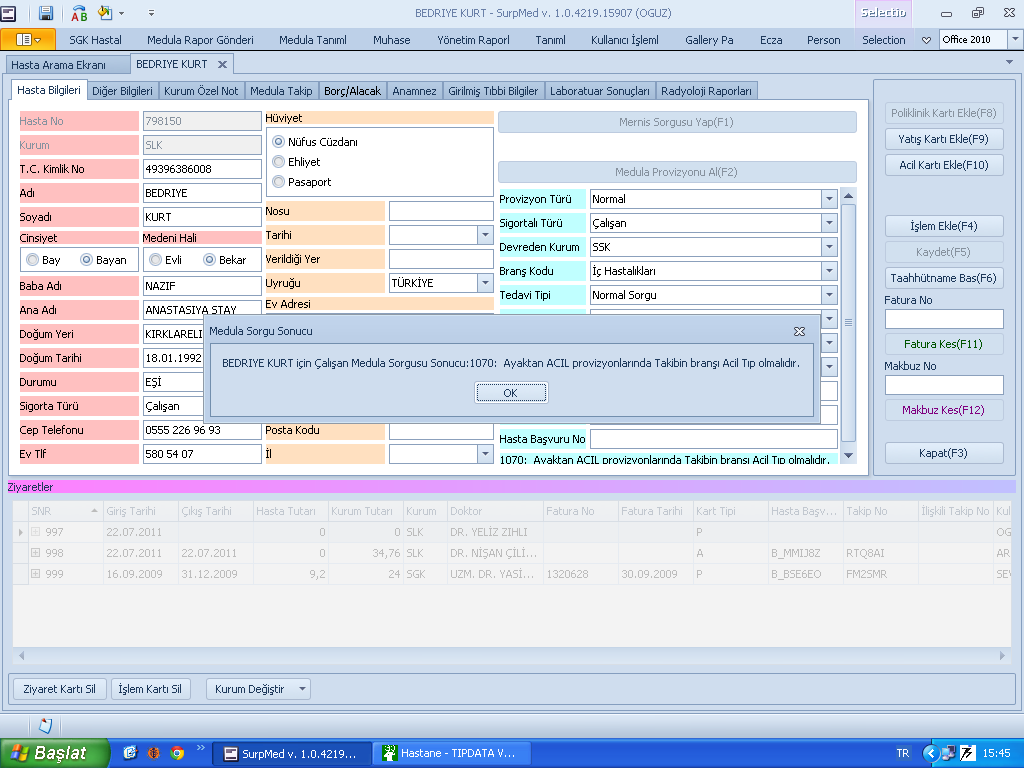 BEDRIYE KURT - SurpMed v. 1.0.4219.15907 (OGUZ)
Selectio
SGK Hastal
Medula Rapor Gönderi
Medula Tanıml
Muhase
Yönetim Raporl
Tanıml
Kullanıcı İşleml
Gallery Pa
Ecza
Person
Selection
Office 2010
Hasta Arama Ekranı
BEDRIYE KURT
Hasta Bilgileri
Diğer Bilgileri
Kurum Özel Not
Medula Takip
Borç/Alacak
Anamnez
Girilmiş Tıbbi Bilgiler
Laboratuar Sonuçları
Radyoloji Raporları
Hasta No 798150
Kurum SLK
T.C. Kimlik No 49396386008
Adı BEDRIYE
Soyadı KURT
Cinsiyet Medeni Hali
Bay Bayan Evli Bekar
Baba Adı NAZIF
Ana Adı ANASTASIYA STAY
Doğum Yeri KIRKLARELI
Doğum Tarihi 18.01.1992
Durumu EŞİ
Sigorta Türü Çalışan
Cep Telefonu 0555 226 96 93
Ev Tlf 580 54 07
Hüviyet
Nüfus Cüzdanı
Ehliyet
Pasaport
Nosu
Tarihi
Verildiği Yer
Uyruğu TÜRKİYE
Ev Adresi
Posta Kodu
İl
Mernis Sorgusu Yap(F1)
Medula Provizyonu Al(F2)
Provizyon Türü Normal
Sigortalı Türü Çalışan
Devreden Kurum SSK
Branş Kodu İç Hastalıkları
Tedavi Tipi Normal Sorgu
Hasta Başvuru No
1070: Ayaktan ACIL provizyonlarında Takibin branşı Acil Tıp olmalıdır.
Poliklinik Kartı Ekle(F8)
Yatış Kartı Ekle(F9)
Acil Kartı Ekle(F10)
İşlem Ekle(F4)
Kaydet(F5)
Taahhütname Bas(F6)
Fatura No
Fatura Kes(F11)
Makbuz No
Makbuz Kes(F12)
Kapat(F3)
Medula Sorgu Sonucu
BEDRIYE KURT için Çalışan Medula Sorgusu Sonucu:1070: Ayaktan ACIL provizyonlarında Takibin branşı Acil Tıp olmalıdır.
OK
Ziyaretler
SNR Giriş Tarihi Çıkış Tarihi Hasta Tutarı Kurum Tutarı Kurum Doktor Fatura No Fatura Tarihi Kart Tipi Hasta Başv... Takip No İlişkili Takip No Kul
997 22.07.2011 0 0 SLK DR. YELİZ ZIHLI P OG
998 22.07.2011 22.07.2011 0 34,76 SLK DR. NİŞAN ÇİLİ... A B_MMIJ8Z RTQ8AI AR
999 16.09.2009 31.12.2009 9,2 24 SGK UZM. DR. YASİ... 1320628 30.09.2009 P B_BSE6EO FM2SMR SEV
Ziyaret Kartı Sil
İşlem Kartı Sil
Kurum Değiştir
Başlat
SurpMed v. 1.0.4219...
Hastane - TIPDATA V...
TR
15:45